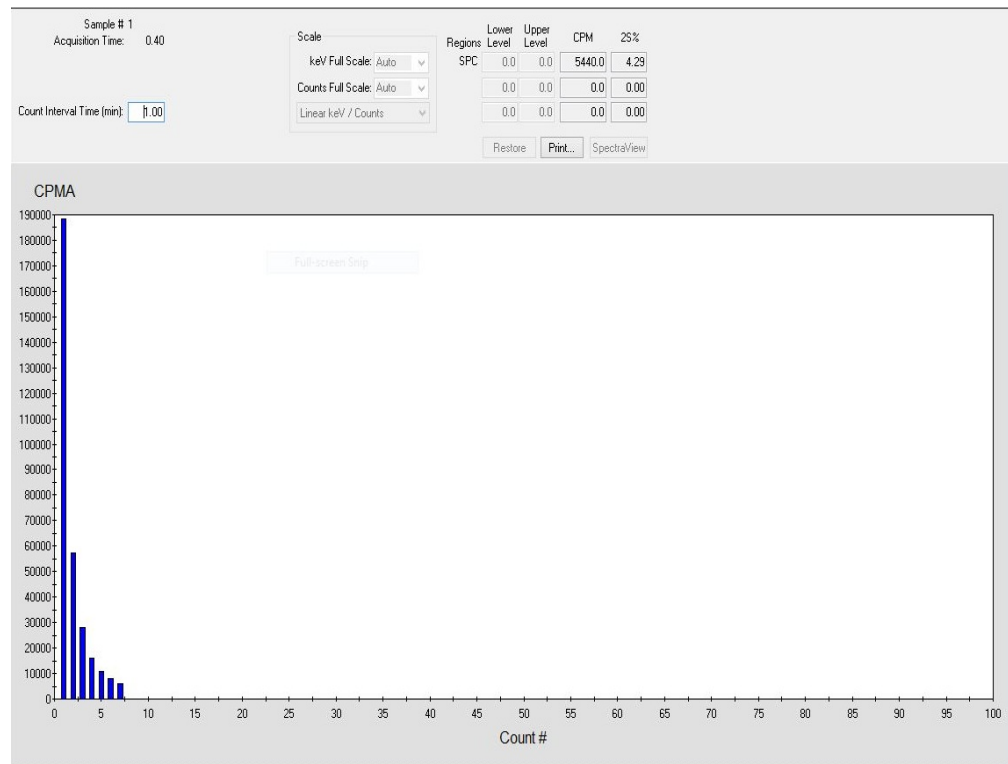 Sample # 1
Acquisition Time: 0.40
Count Interval Time (min): 1.00
Scale
keV Full Scale: Auto
Counts Full Scale: Auto
Linear keV / Counts
Regions Lower Level Upper Level CPM 2S%
SPC 0.0 0.0 5440.0 4.29
0.0 0.0 0.0 0.00
0.0 0.0 0.0 0.00
Restore Print... SpectraView
CPMA
Full-screen Snip
190000
180000
170000
160000
150000
140000
130000
120000
110000
100000
90000
80000
70000
60000
50000
40000
30000
20000
10000
0
0 5 10 15 20 25 30 35 40 45 50 55 60 65 70 75 80 85 90 95 100
Count #